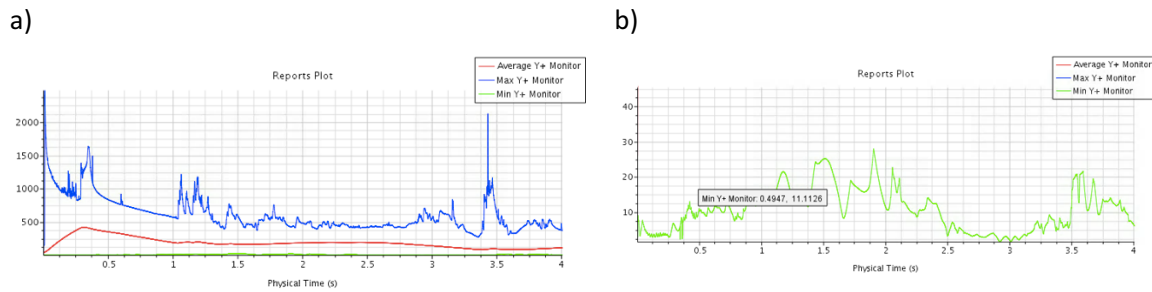 a)
Reports Plot
Average Y+ Monitor
Max Y+ Monitor
Min Y+ Monitor
2000
1500
1000
500
0.5 1 1.5 2 2.5 3 3.5 4
Physical Time (s)
b)
Reports Plot
Average Y+ Monitor
Max Y+ Monitor
Min Y+ Monitor
40
30
20
10
Min Y+ Monitor: 0.4947, 11.1126
0.5 1 1.5 2 2.5 3 3.5 4
Physical Time (s)